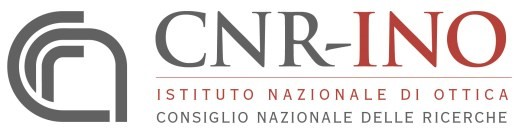 CNR-INO
ISTITUTO NAZIONALE DI OTTICA
CONSIGLIO NAZIONALE DELLE RICERCHE